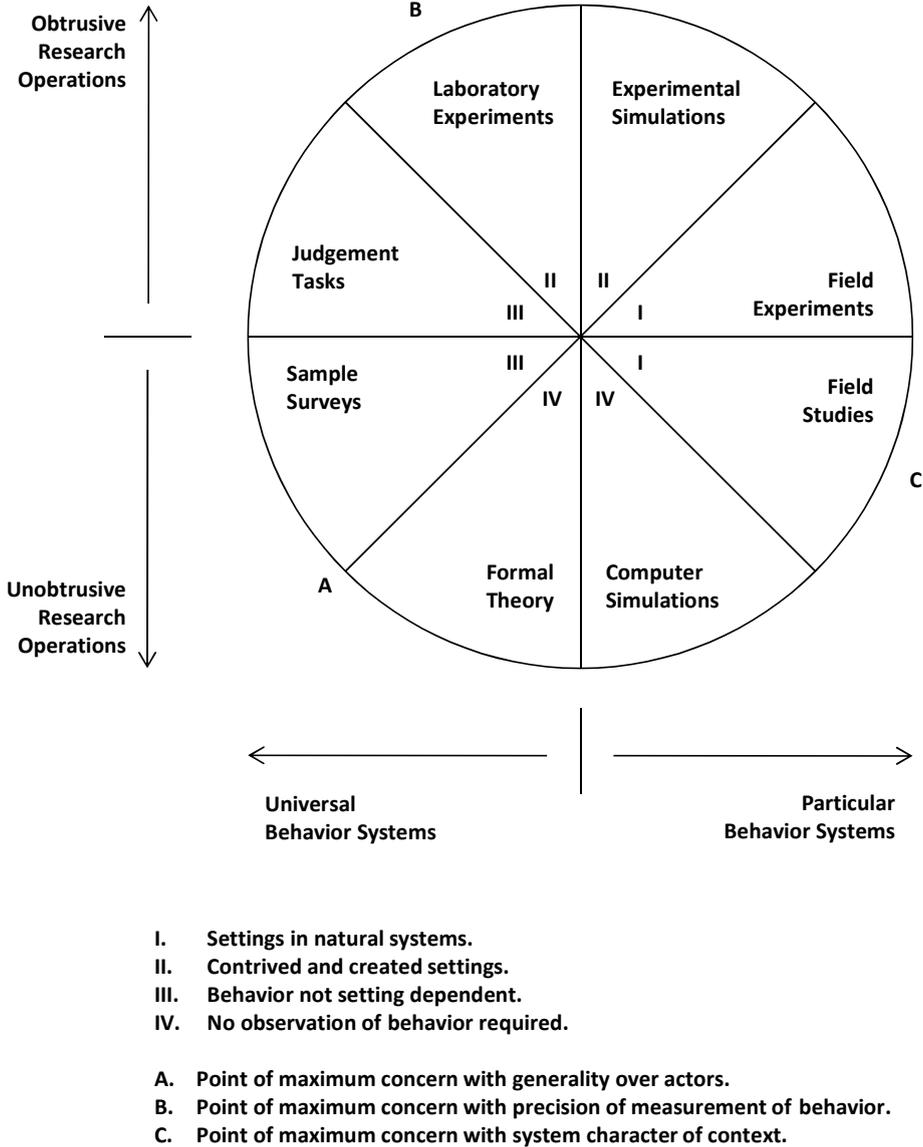 B
Obtrusive
Research
Operations
Laboratory
Experiments
Experimental
Simulations
Judgement
Tasks
II
II
III
I
Field
Experiments
III
I
IV
IV
Sample
Surveys
Field
Studies
C
A
Formal
Theory
Computer
Simulations
Unobtrusive
Research
Operations
Universal
Behavior Systems
Particular
Behavior Systems
I. Settings in natural systems.
II. Contrived and created settings.
III. Behavior not setting dependent.
IV. No observation of behavior required.
A. Point of maximum concern with generality over actors.
B. Point of maximum concern with precision of measurement of behavior.
C. Point of maximum concern with system character of context.